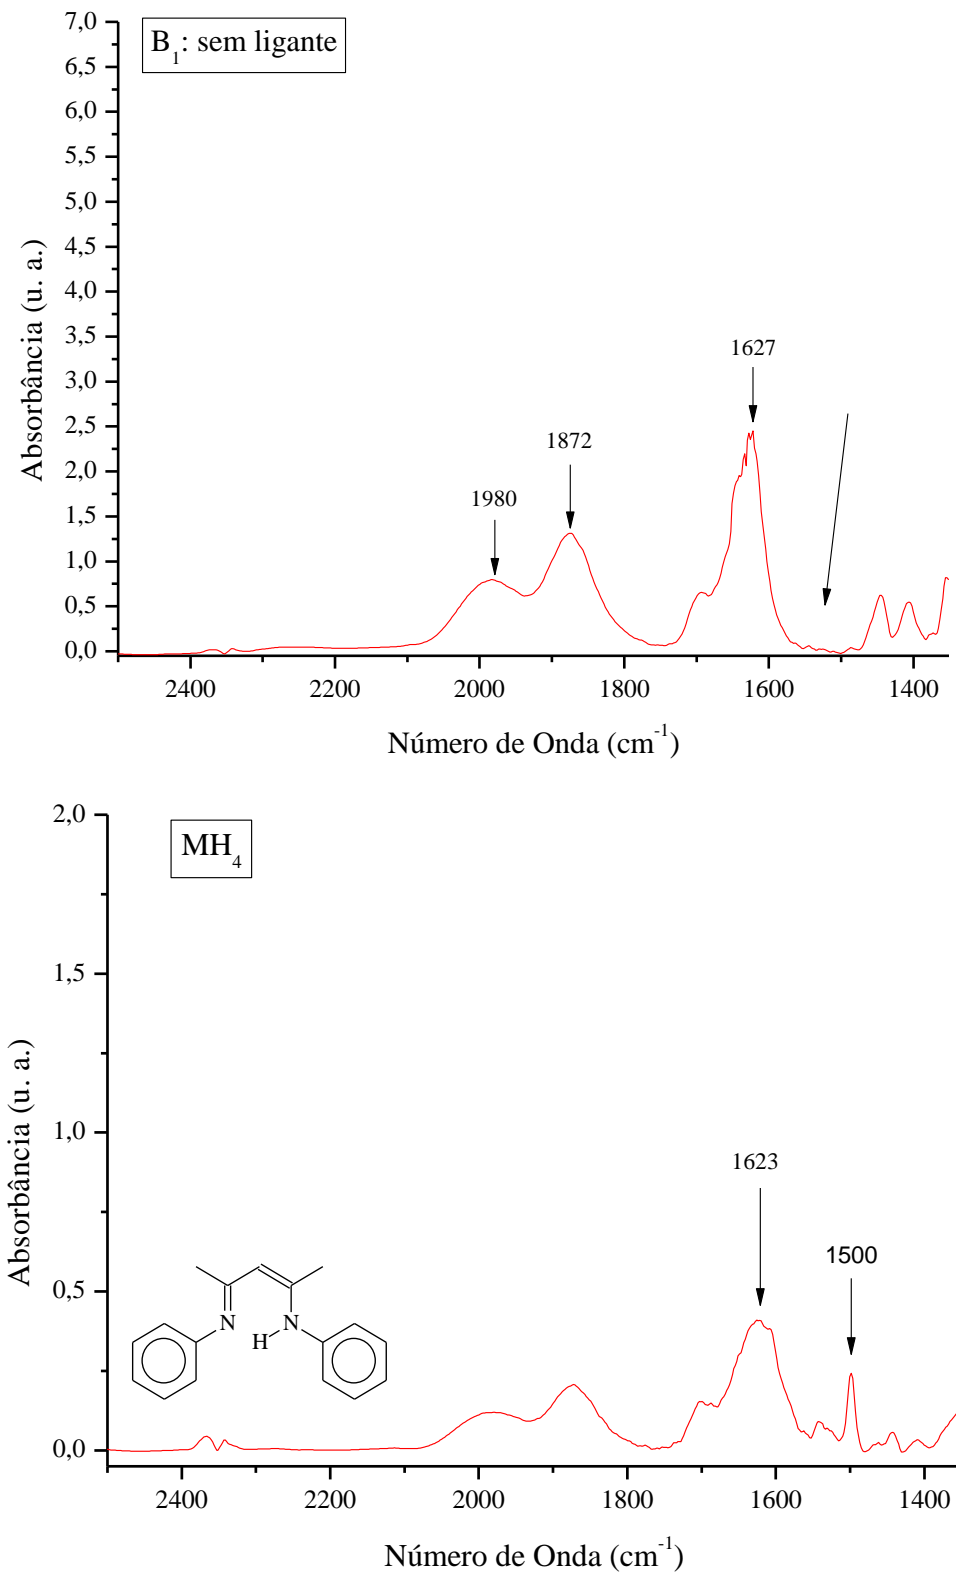 B₁: sem ligante
7,0
6,5
6,0
5,5
5,0
4,5
4,0
3,5
3,0
2,5
2,0
1,5
1,0
0,5
0,0
Absorbância (u. a.)
1980
1872
1627
2400 2200 2000 1800 1600 1400
Número de Onda (cm⁻¹)
MH₄
2,0
1,5
1,0
0,5
0,0
Absorbância (u. a.)
1623
1500
N
H
N
2400 2200 2000 1800 1600 1400
Número de Onda (cm⁻¹)